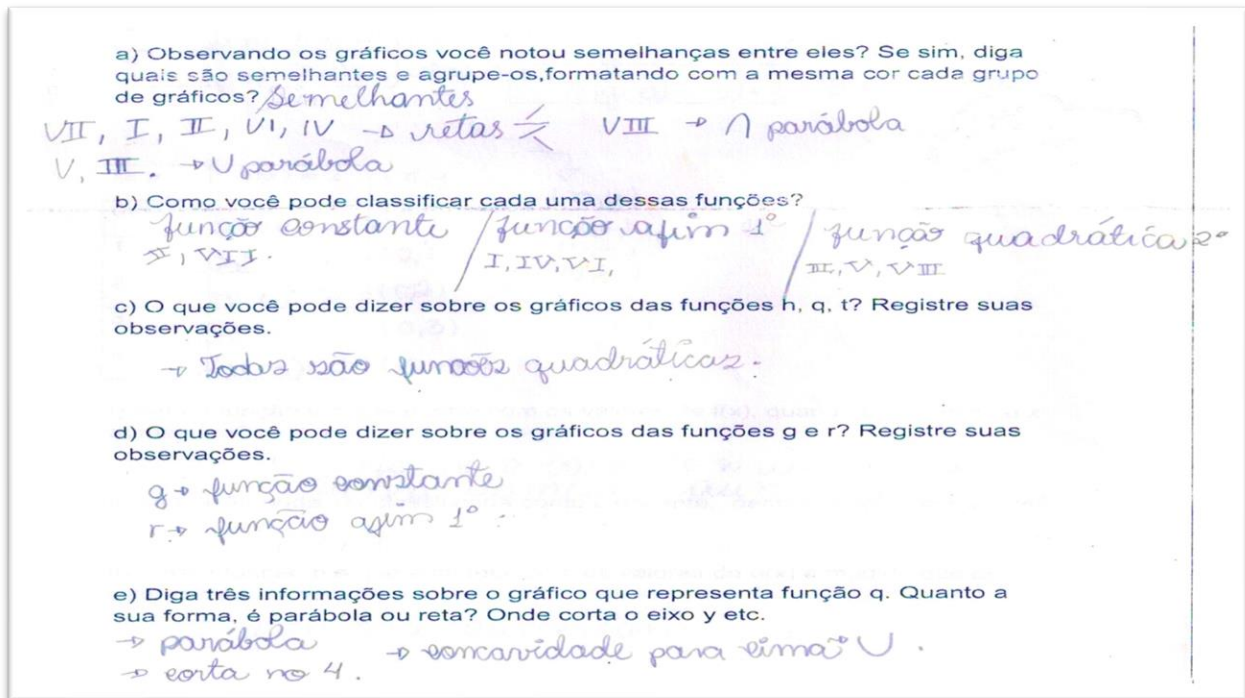 a) Observando os gráficos você notou semelhanças entre eles? Se sim, diga
quais são semelhantes e agrupe-os,formatando com a mesma cor cada grupo
de gráficos? Semelhantes
VII, I, II, VI, IV → retas VIII → ∩ parábola
V, III. → U parábola
b) Como você pode classificar cada uma dessas funções?
função constante / função afim 1° / função quadrática 2°
II, VII. I, IV, VI, III, V, VIII
c) O que você pode dizer sobre os gráficos das funções h, q, t? Registre suas
observações.
→ Todas são funções quadráticas.
d) O que você pode dizer sobre os gráficos das funções g e r? Registre suas
observações.
g → função constante
r → função afim 1°.
e) Diga três informações sobre o gráfico que representa função q. Quanto a
sua forma, é parábola ou reta? Onde corta o eixo y etc.
→ parábola → concavidade para cima U.
→ corta no 4.